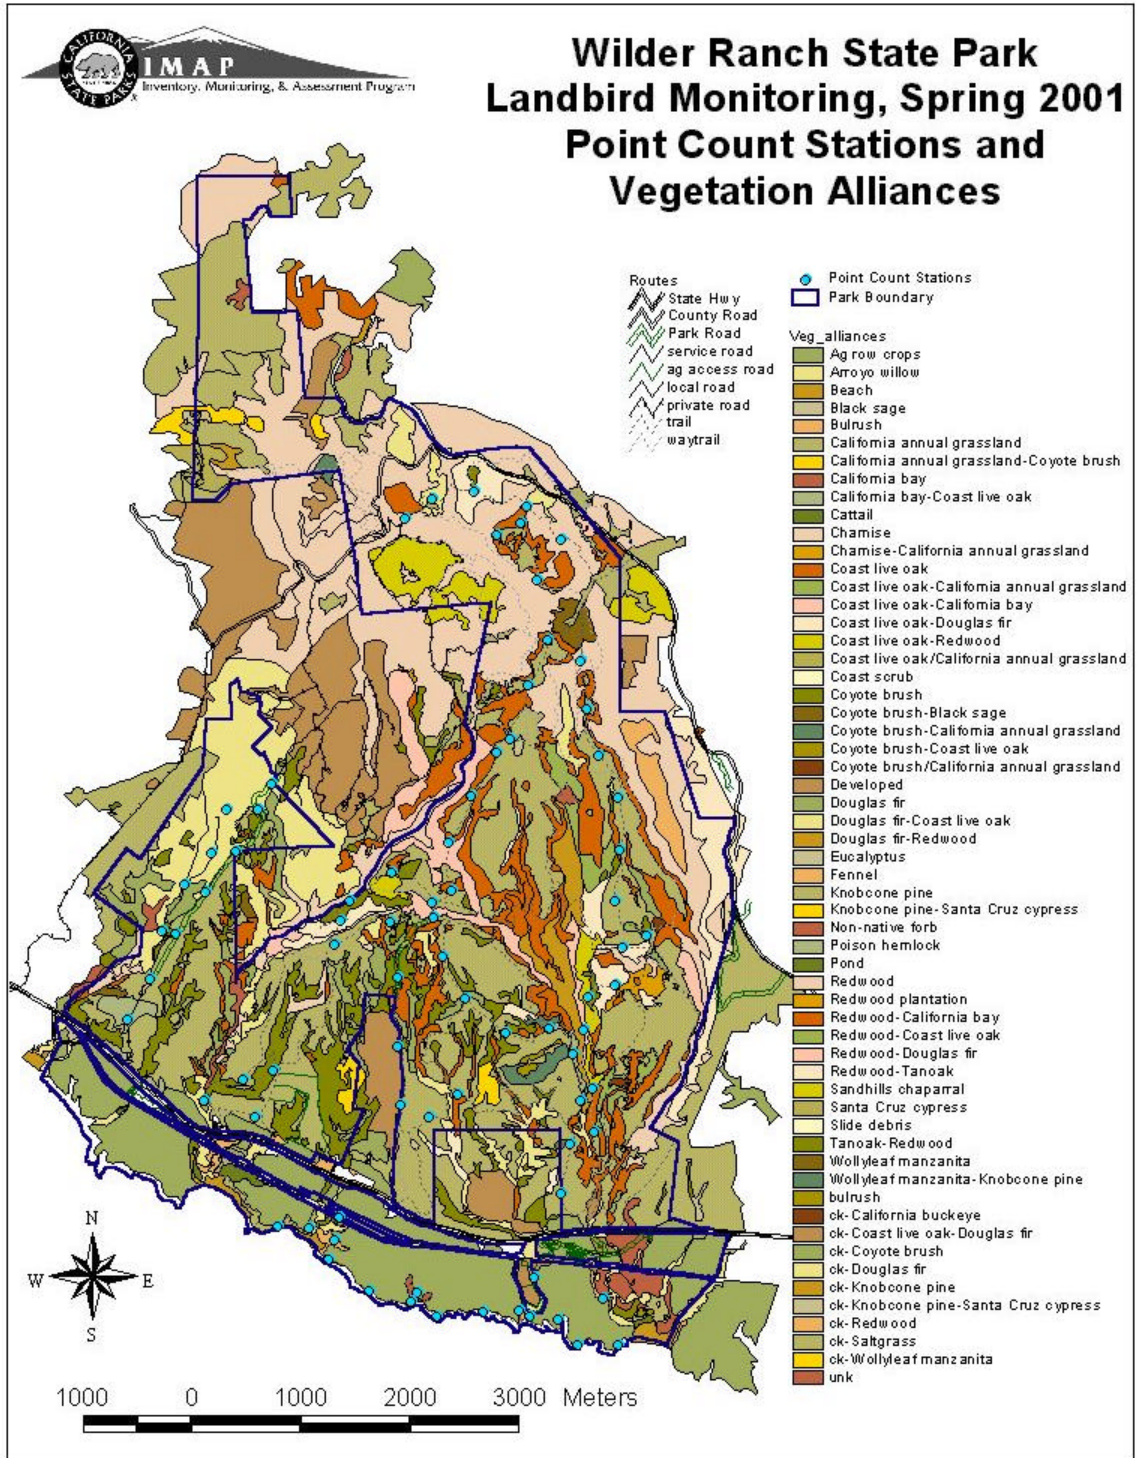 CALIFORNIA
STATE PARKS
IMAP
Inventory, Monitoring, & Assessment Program
Wilder Ranch State Park
Landbird Monitoring, Spring 2001
Point Count Stations and
Vegetation Alliances
Routes
State Hwy
County Road
Park Road
service road
ag access road
local road
private road
trail
waytrail
Point Count Stations
Park Boundary
Veg_alliances
Ag row crops
Arroyo willow
Beach
Black sage
Bulrush
California annual grassland
California annual grassland-Coyote brush
California bay
California bay-Coast live oak
Cattail
Chamise
Chamise-California annual grassland
Coast live oak
Coast live oak-California annual grassland
Coast live oak-California bay
Coast live oak-Douglas fir
Coast live oak-Redwood
Coast live oak/California annual grassland
Coast scrub
Coyote brush
Coyote brush-Black sage
Coyote brush-California annual grassland
Coyote brush-Coast live oak
Coyote brush/California annual grassland
Developed
Douglas fir
Douglas fir-Coast live oak
Douglas fir-Redwood
Eucalyptus
Fennel
Knobcone pine
Knobcone pine-Santa Cruz cypress
Non-native forb
Poison hemlock
Pond
Redwood
Redwood plantation
Redwood-California bay
Redwood-Coast live oak
Redwood-Douglas fir
Redwood-Tanoak
Sandhills chaparral
Santa Cruz cypress
Slide debris
Tanoak-Redwood
Wollyleaf manzanita
Wollyleaf manzanita-Knobcone pine
bulrush
ck-California buckeye
ck-Coast live oak-Douglas fir
ck-Coyote brush
ck-Douglas fir
ck-Knobcone pine
ck-Knobcone pine-Santa Cruz cypress
ck-Redwood
ck-Saltgrass
ck-Wollyleaf manzanita
unk
N
W E
S
1000 0 1000 2000 3000 Meters